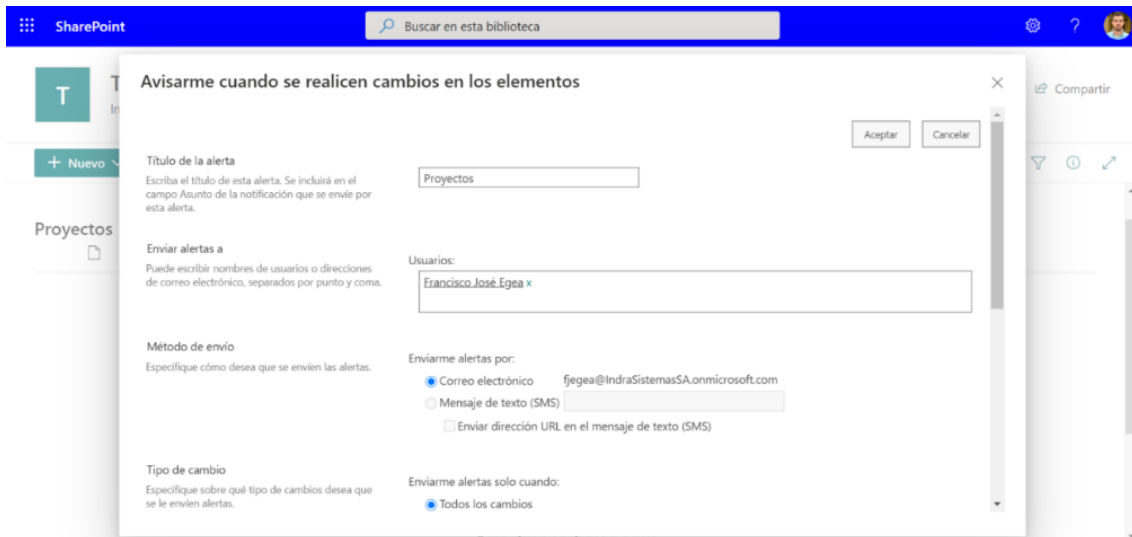 SharePoint
Buscar en esta biblioteca
T
Avisarme cuando se realicen cambios en los elementos
Compartir
Aceptar
Cancelar
Nuevo
Título de la alerta
Escriba el título de esta alerta. Se incluirá en el
campo Asunto de la notificación que se envíe por
esta alerta.
Proyectos
Proyectos
Enviar alertas a
Puede escribir nombres de usuarios o direcciones
de correo electrónico, separados por punto y coma.
Usuarios:
Francisco José Egea x
Método de envío
Especifique cómo desea que se envíen las alertas.
Enviarme alertas por:
Correo electrónico fjegea@IndraSistemasSA.onmicrosoft.com
Mensaje de texto (SMS)
Enviar dirección URL en el mensaje de texto (SMS)
Tipo de cambio
Especifique sobre qué tipo de cambios desea que
se le envíen alertas.
Enviarme alertas solo cuando:
Todos los cambios